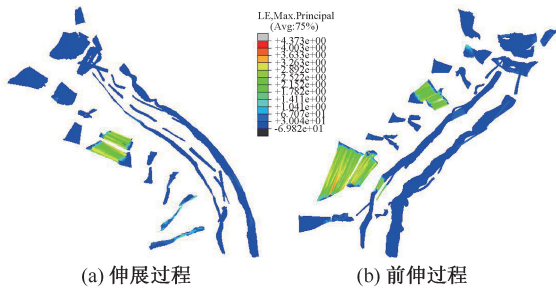 LE,Max.Principal
(Avg:75%)
+4.373e+00
+4.003e+00
+3.633e+00
+3.263e+00
+2.892e+00
+2.522e+00
+2.152e+00
+1.782e+00
+1.411e+00
+1.041e+00
+6.707e+01
+3.004e+01
-6.982e+01
(a) 伸展过程
(b) 前伸过程